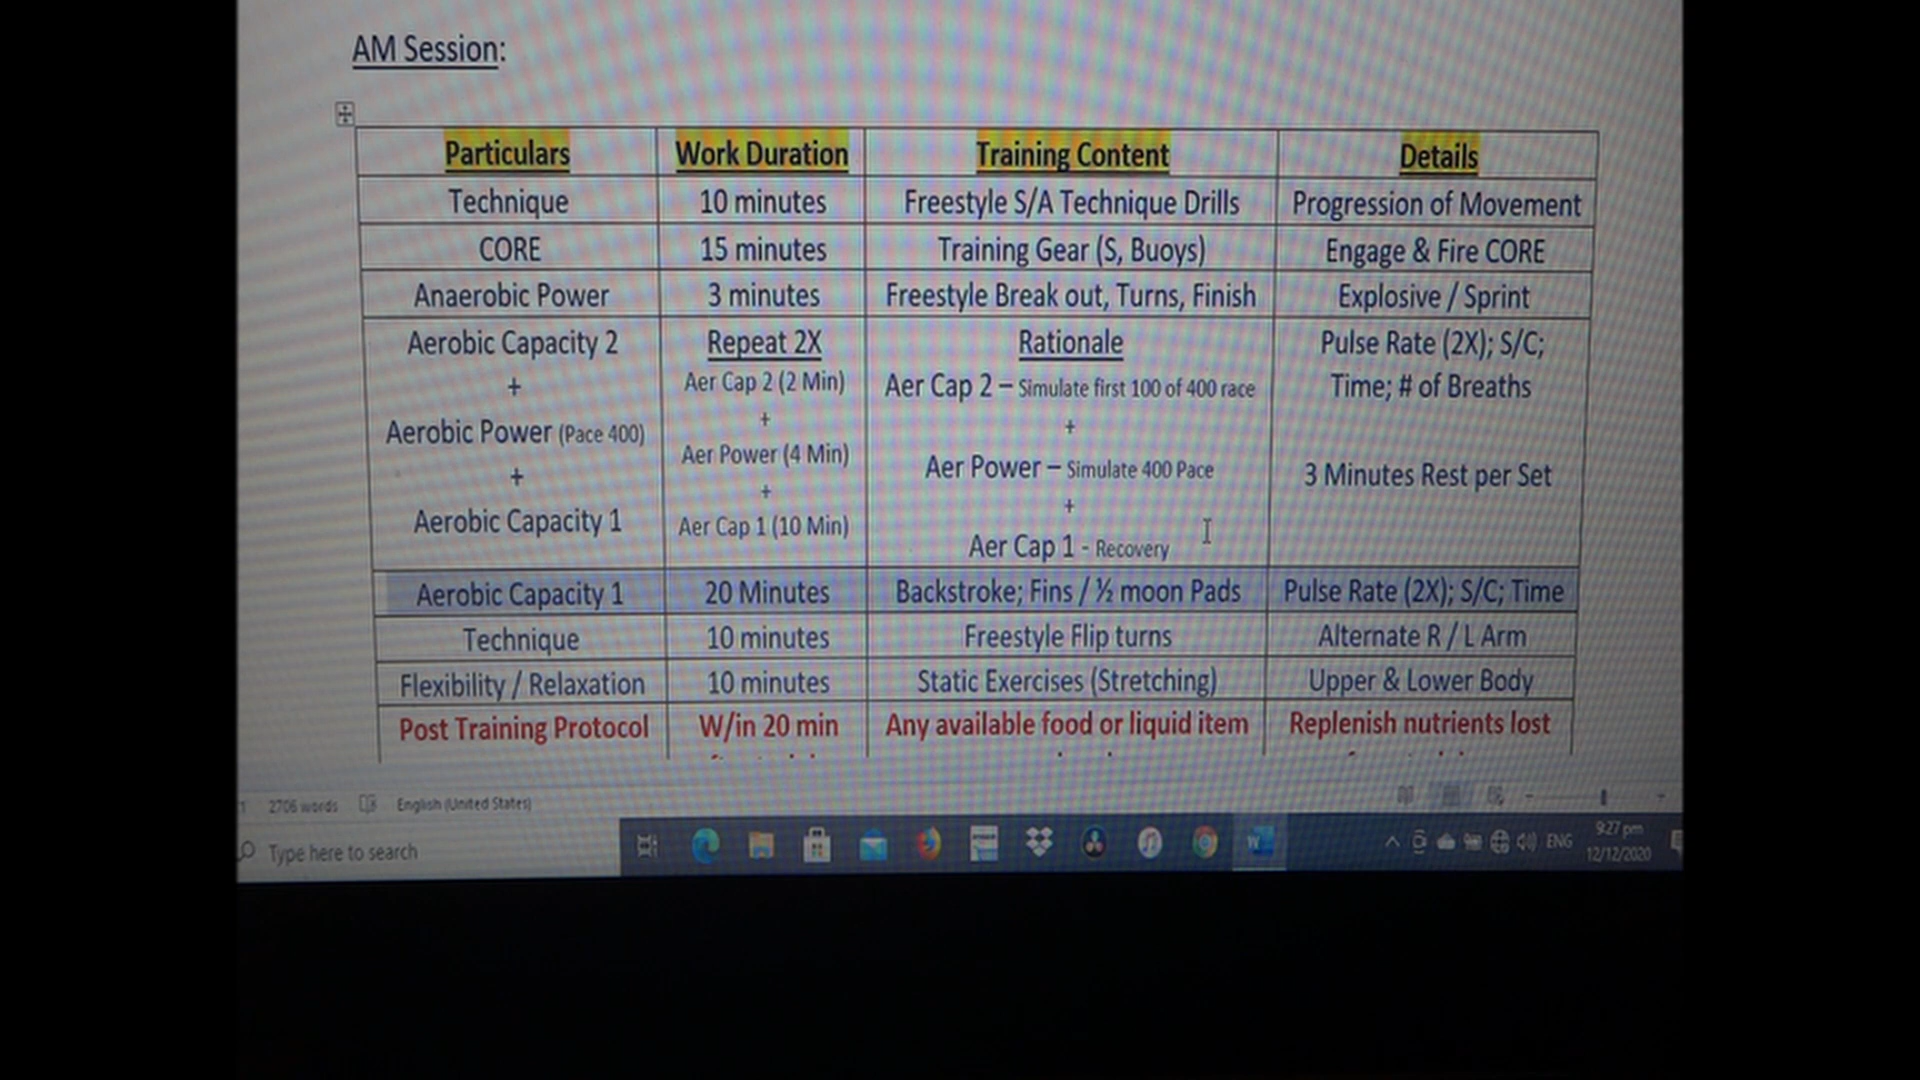 AM Session:
Particulars Work Duration Training Content Details
Technique 10 minutes Freestyle S/A Technique Drills Progression of Movement
CORE 15 minutes Training Gear (S, Buoys) Engage & Fire CORE
Anaerobic Power 3 minutes Freestyle Break out, Turns, Finish Explosive / Sprint
Aerobic Capacity 2 Repeat 2X Rationale Pulse Rate (2X); S/C;
+ Aer Cap 2 (2 Min) Aer Cap 2 – Simulate first 100 of 400 race Time; # of Breaths
+ +
Aerobic Power (Pace 400) Aer Power (4 Min) Aer Power – Simulate 400 Pace 3 Minutes Rest per Set
+ + +
Aerobic Capacity 1 Aer Cap 1 (10 Min) Aer Cap 1 - Recovery
Aerobic Capacity 1 20 Minutes Backstroke; Fins / ½ moon Pads Pulse Rate (2X); S/C; Time
Technique 10 minutes Freestyle Flip turns Alternate R / L Arm
Flexibility / Relaxation 10 minutes Static Exercises (Stretching) Upper & Lower Body
Post Training Protocol W/in 20 min Any available food or liquid item Replenish nutrients lost
2706 words English (United States)
Type here to search ENG 9:27 pm
12/12/2020